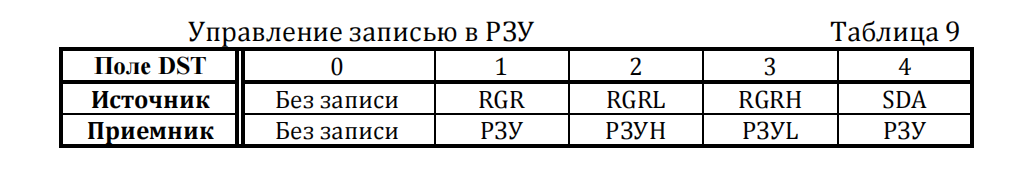 Управление записью в РЗУ Таблица 9
Поле DST 0 1 2 3 4
Источник Без записи RGR RGRL RGRH SDA
Приемник Без записи РЗУ РЗУH РЗУL РЗУ